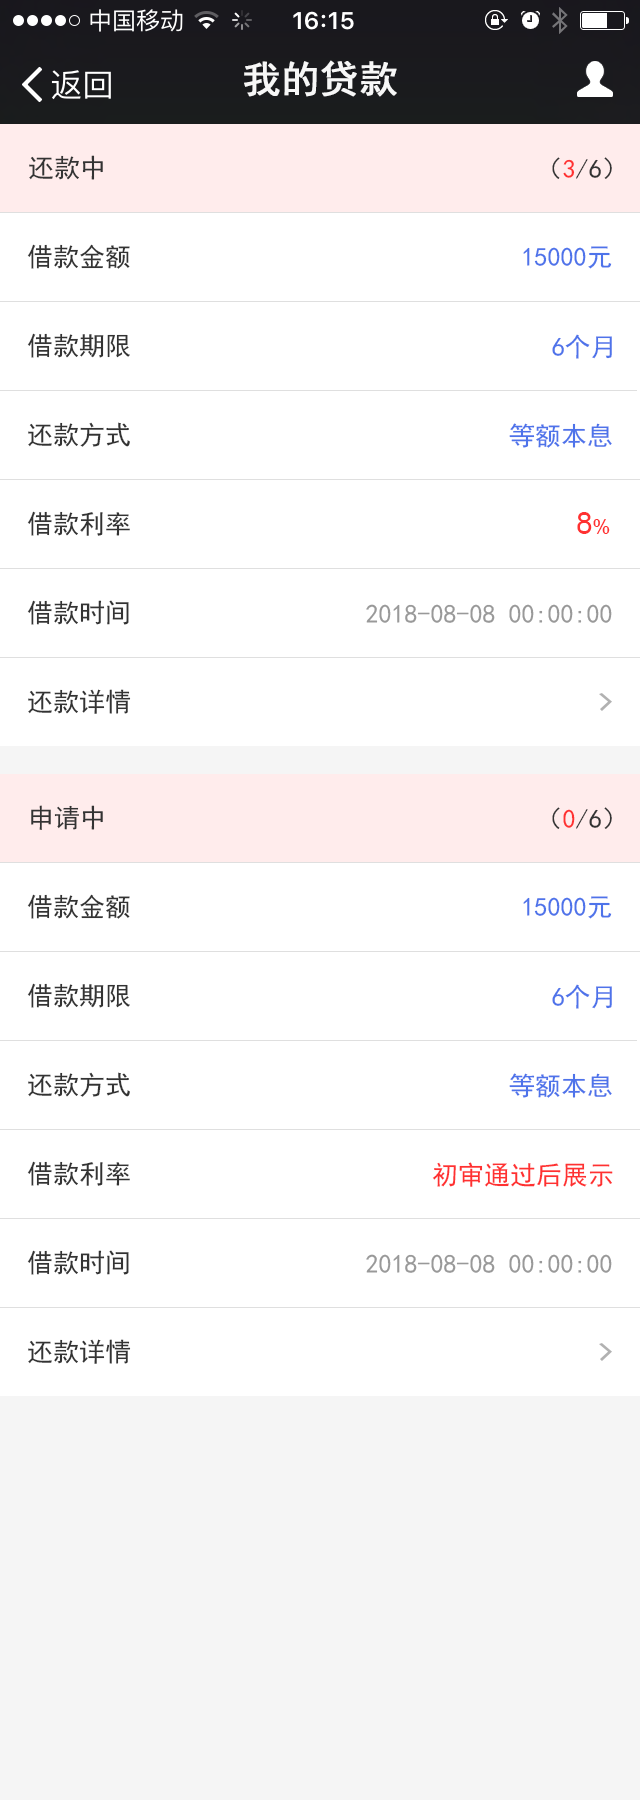 中国移动 16:15
返回 我的贷款
还款中 （3/6）
借款金额 15000元
借款期限 6个月
还款方式 等额本息
借款利率 8%
借款时间 2018-08-08 00:00:00
还款详情
申请中 （0/6）
借款金额 15000元
借款期限 6个月
还款方式 等额本息
借款利率 初审通过后展示
借款时间 2018-08-08 00:00:00
还款详情